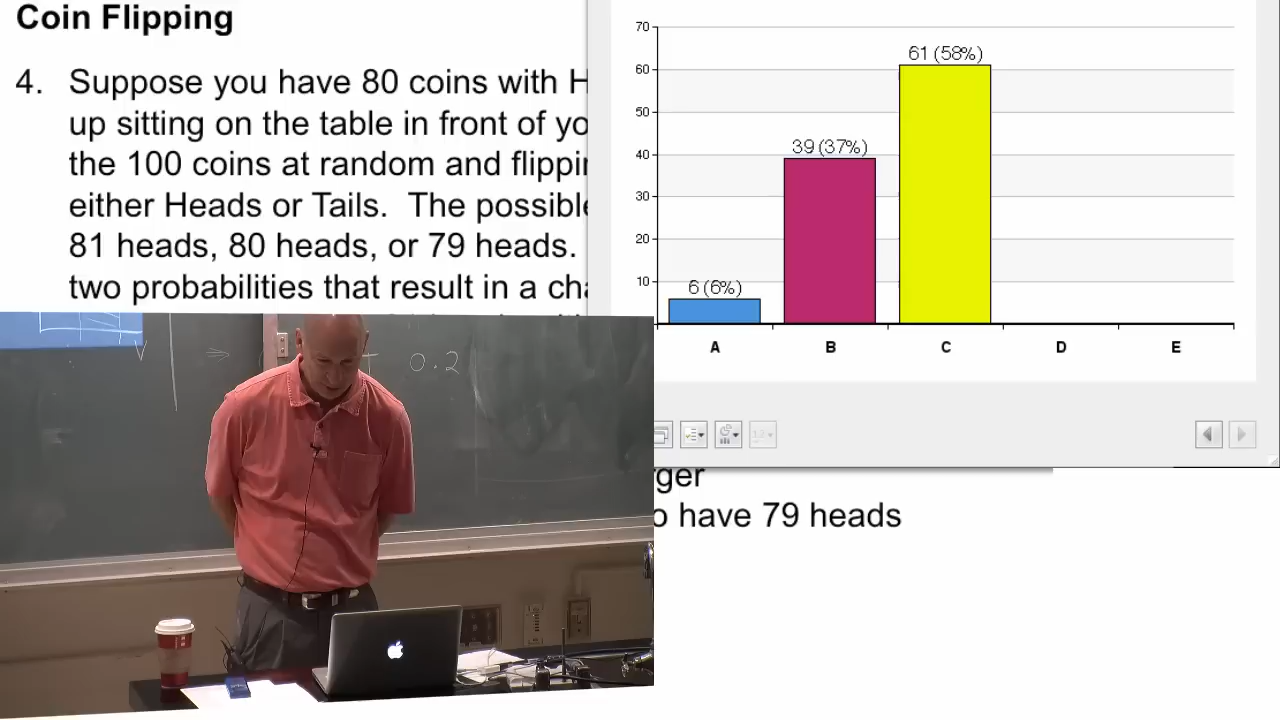 Coin Flipping
4. Suppose you have 80 coins with H
up sitting on the table in front of yo
the 100 coins at random and flippi
either Heads or Tails. The possible
81 heads, 80 heads, or 79 heads.
two probabilities that result in a cha
70
60
50
40
30
20
10
6 (6%)
39 (37%)
61 (58%)
A B C D E
0.2
rger
o have 79 heads